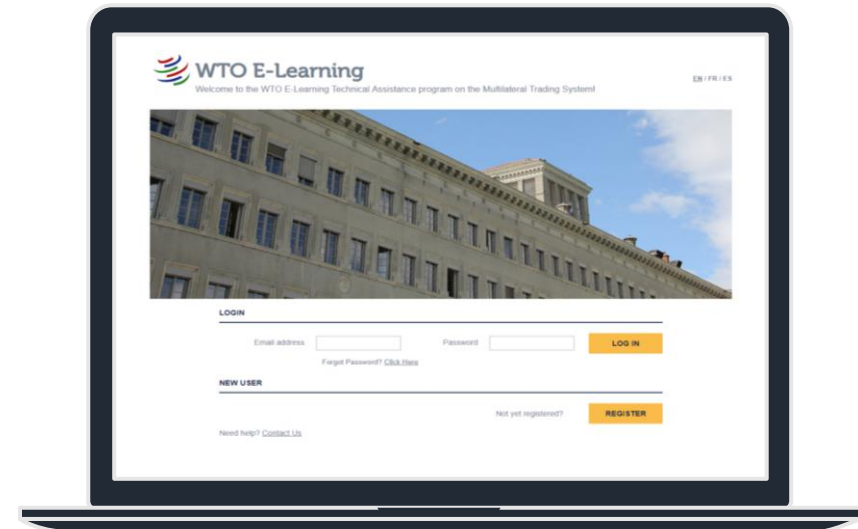 WTO E-Learning
Welcome to the WTO E-Learning Technical Assistance program on the Multilateral Trading System!
EN / FR / ES
LOGIN
Email address
Password
LOG IN
Forgot Password? Click Here
NEW USER
Not yet registered?
REGISTER
Need help? Contact Us